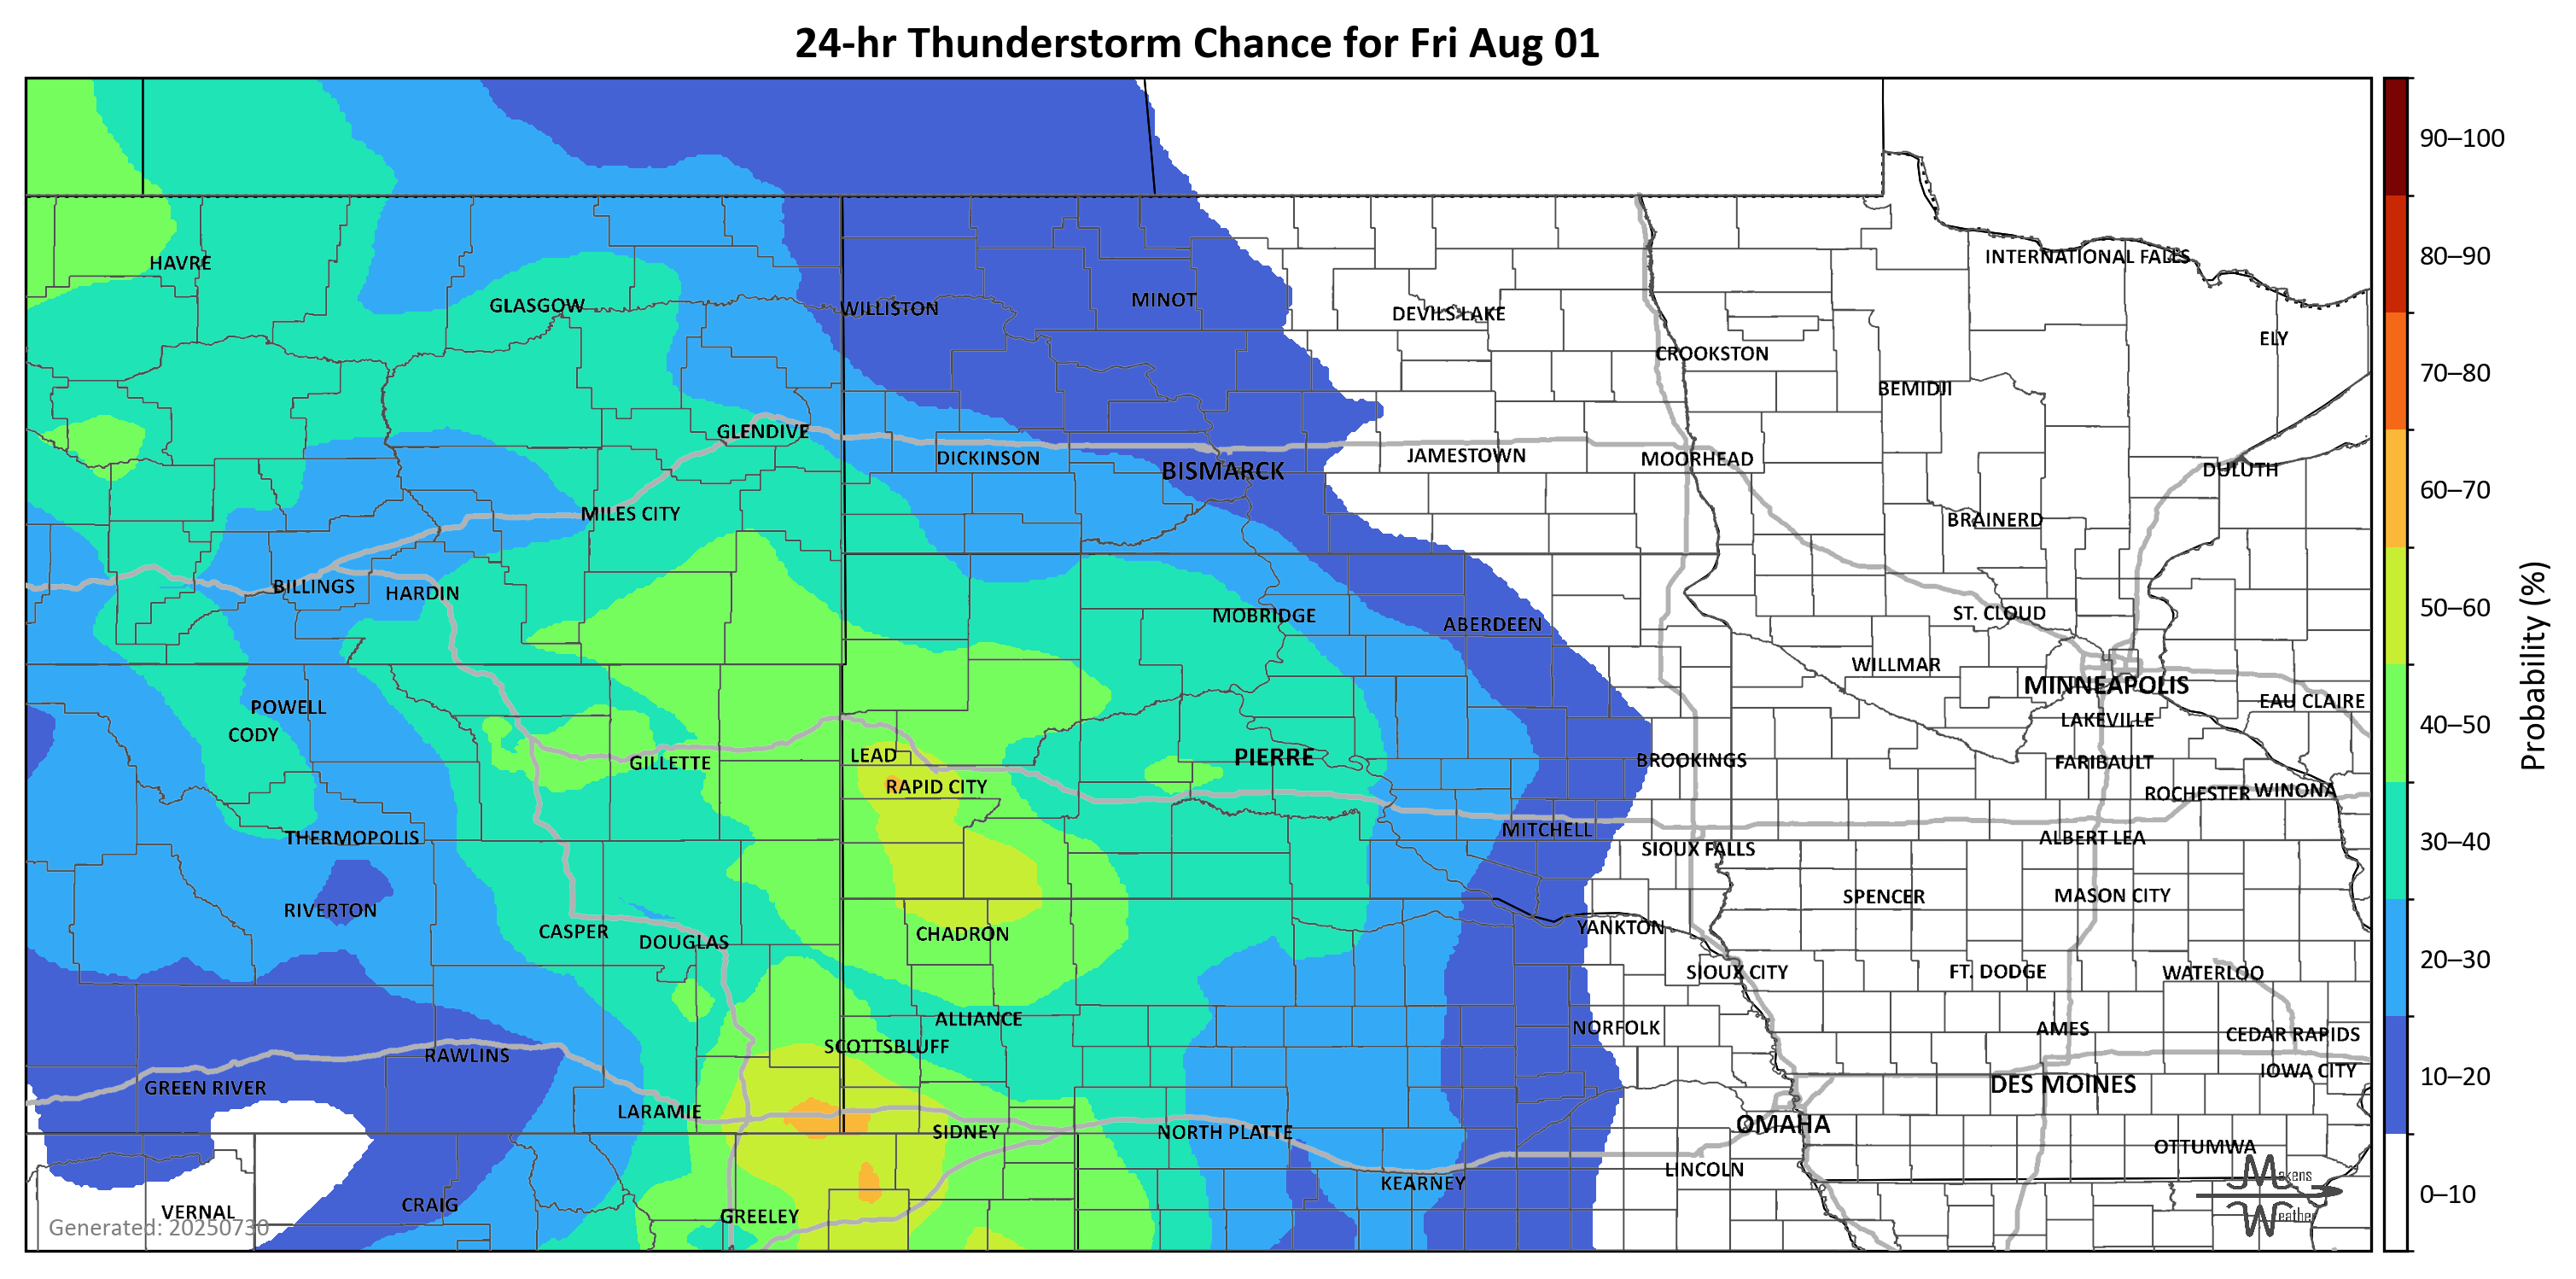 24-hr Thunderstorm Chance for Fri Aug 01
90–100
INTERNATIONAL FALLS
80–90
HAVRE
GLASGOW
WILLISTON
MINOT
DEVILS LAKE
ELY
CROOKSTON
70–80
BEMIDJI
GLENDIVE
DICKINSON
BISMARCK
JAMESTOWN
MOORHEAD
DULUTH
60–70
MILES CITY
BRAINERD
BILLINGS
HARDIN
MOBRIDGE
ABERDEEN
ST. CLOUD
50–60
WILLMAR
MINNEAPOLIS
EAU CLAIRE
POWELL
CODY
LAKEVILLE
40–50
Probability (%)
LEAD
PIERRE
GILLETTE
BROOKINGS
FARIBAULT
RAPID CITY
ROCHESTER
WINONA
THERMOPOLIS
MITCHELL
ALBERT LEA
30–40
SIOUX FALLS
RIVERTON
SPENCER
MASON CITY
CASPER
DOUGLAS
CHADRON
YANKTON
20–30
SIOUX CITY
FT. DODGE
WATERLOO
ALLIANCE
NORFOLK
AMES
CEDAR RAPIDS
SCOTTSBLUFF
RAWLINS
IOWA CITY
GREEN RIVER
DES MOINES
10–20
LARAMIE
SIDNEY
NORTH PLATTE
OMAHA
OTTUMWA
LINCOLN
KEARNEY
0–10
Makens
Weather
VERNAL
CRAIG
GREELEY
Generated: 20250730